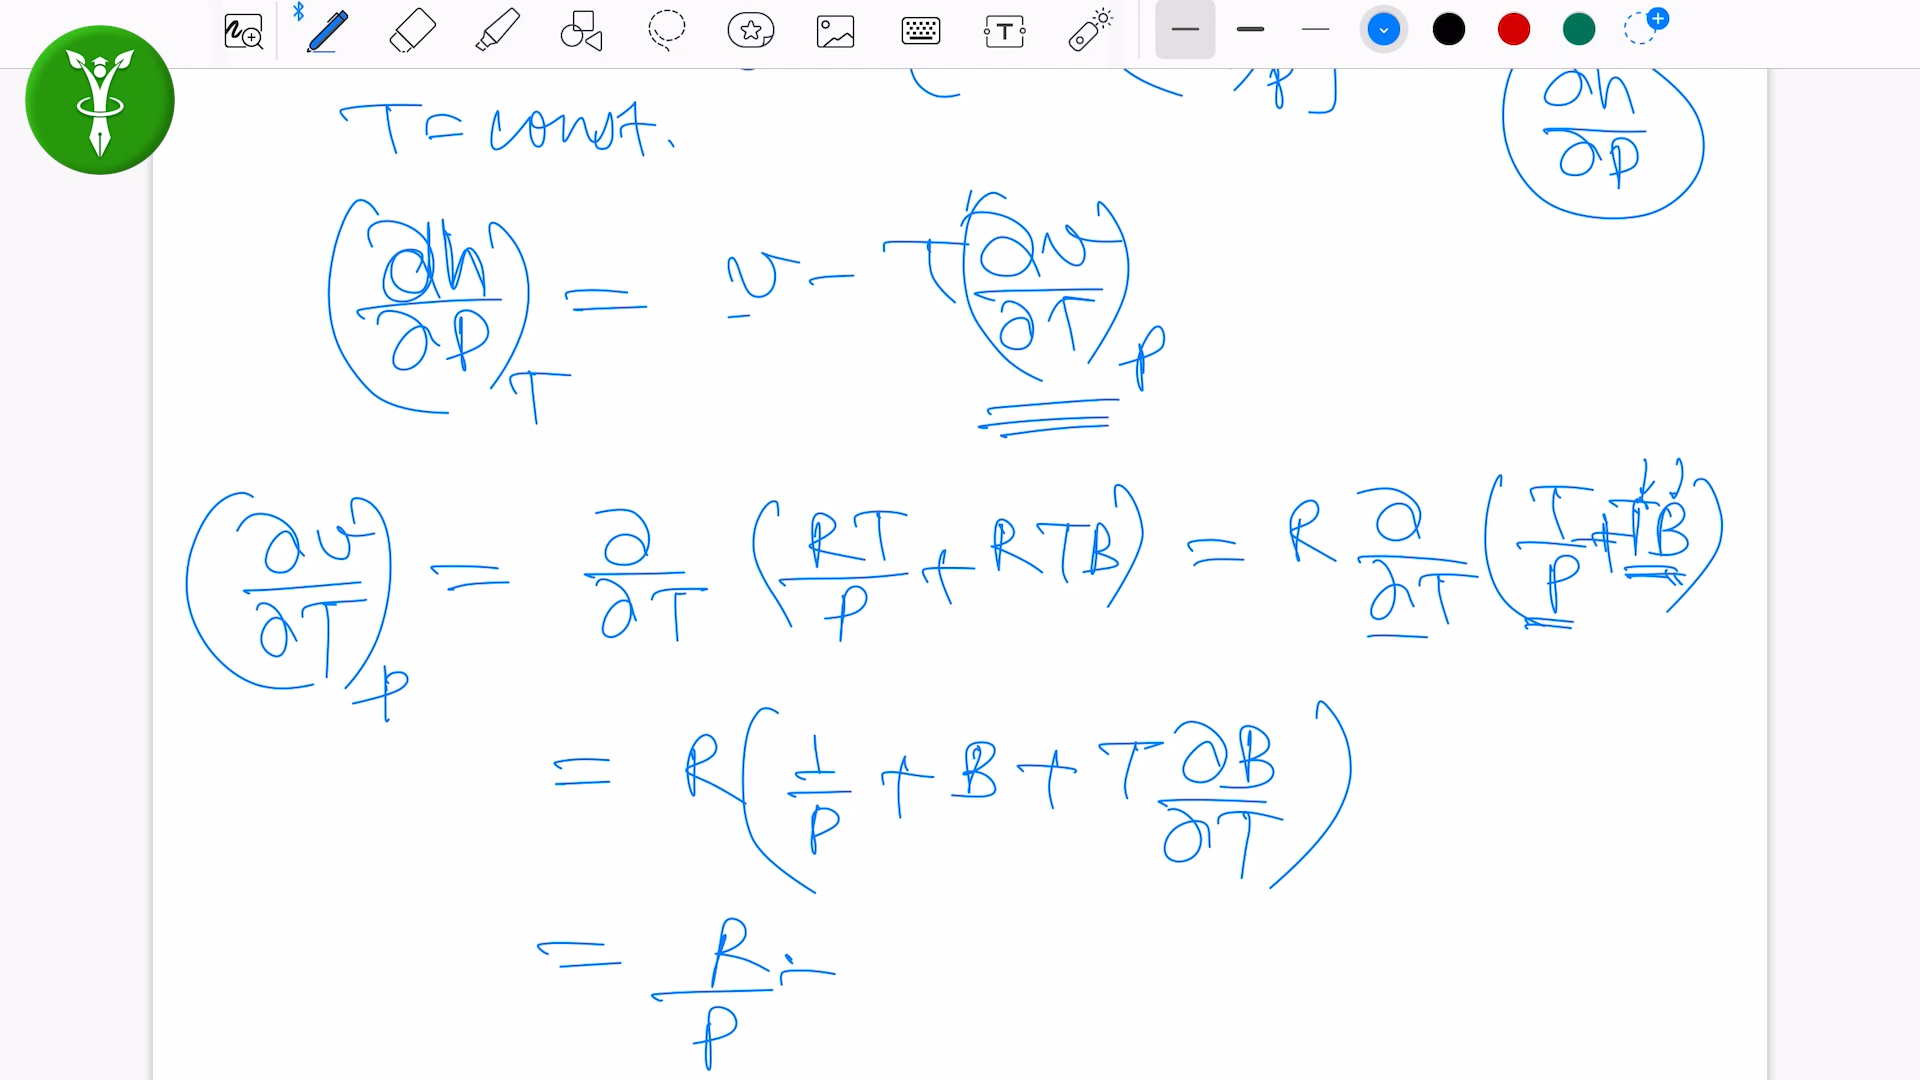 ∂h/∂P
T = const.
(∂h/∂P)_T = v - T(∂v/∂T)_P
(∂v/∂T)_P = ∂/∂T (RT/P + RTB) = R ∂/∂T (T/P + TB)
= R(1/P + B + T ∂B/∂T)
= R/P